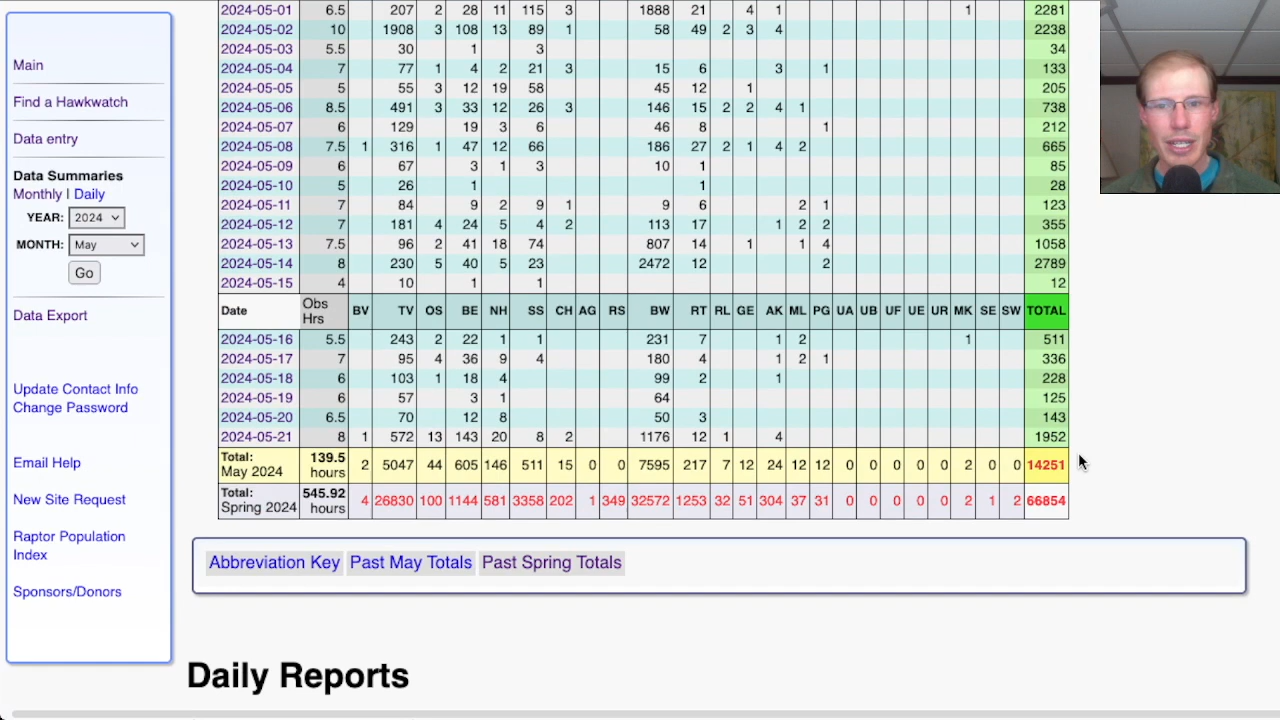 Main
Find a Hawkwatch
Data entry
Data Summaries
Monthly | Daily
YEAR: 2024
MONTH: May
Go
Data Export
Update Contact Info
Change Password
Email Help
New Site Request
Raptor Population
Index
Sponsors/Donors
2024-05-01 6.5 207 2 28 11 115 3 1888 21 4 1 1 2281
2024-05-02 10 1908 3 108 13 89 1 58 49 2 3 4 2238
2024-05-03 5.5 30 1 3 34
2024-05-04 7 77 1 4 2 21 3 15 6 3 1 133
2024-05-05 5 55 3 12 19 58 45 12 1 205
2024-05-06 8.5 491 3 33 12 26 3 146 15 2 2 4 1 738
2024-05-07 6 129 19 3 6 46 8 1 212
2024-05-08 7.5 1 316 1 47 12 66 186 27 2 1 4 2 665
2024-05-09 6 67 3 1 3 10 1 85
2024-05-10 5 26 1 1 28
2024-05-11 7 84 9 2 9 1 9 6 2 1 123
2024-05-12 7 181 4 24 5 4 2 113 17 1 2 2 355
2024-05-13 7.5 96 2 41 18 74 807 14 1 1 4 1058
2024-05-14 8 230 5 40 5 23 2472 12 2 2789
2024-05-15 4 10 1 1 12
Date Obs Hrs BV TV OS BE NH SS CH AG RS BW RT RL GE AK ML PG UA UB UF UE UR MK SE SW TOTAL
2024-05-16 5.5 243 2 22 1 1 231 7 1 2 1 511
2024-05-17 7 95 4 36 9 4 180 4 1 2 1 336
2024-05-18 6 103 1 18 4 99 2 1 228
2024-05-19 6 57 3 1 64 125
2024-05-20 6.5 70 12 8 50 3 143
2024-05-21 8 1 572 13 143 20 8 2 1176 12 1 4 1952
Total: May 2024 139.5 hours 2 5047 44 605 146 511 15 0 0 7595 217 7 12 24 12 12 0 0 0 0 0 2 0 0 14251
Total: Spring 2024 545.92 hours 4 26830 100 1144 581 3358 202 1 349 32572 1253 32 51 304 37 31 0 0 0 0 0 2 1 2 66854
Abbreviation Key Past May Totals Past Spring Totals
Daily Reports